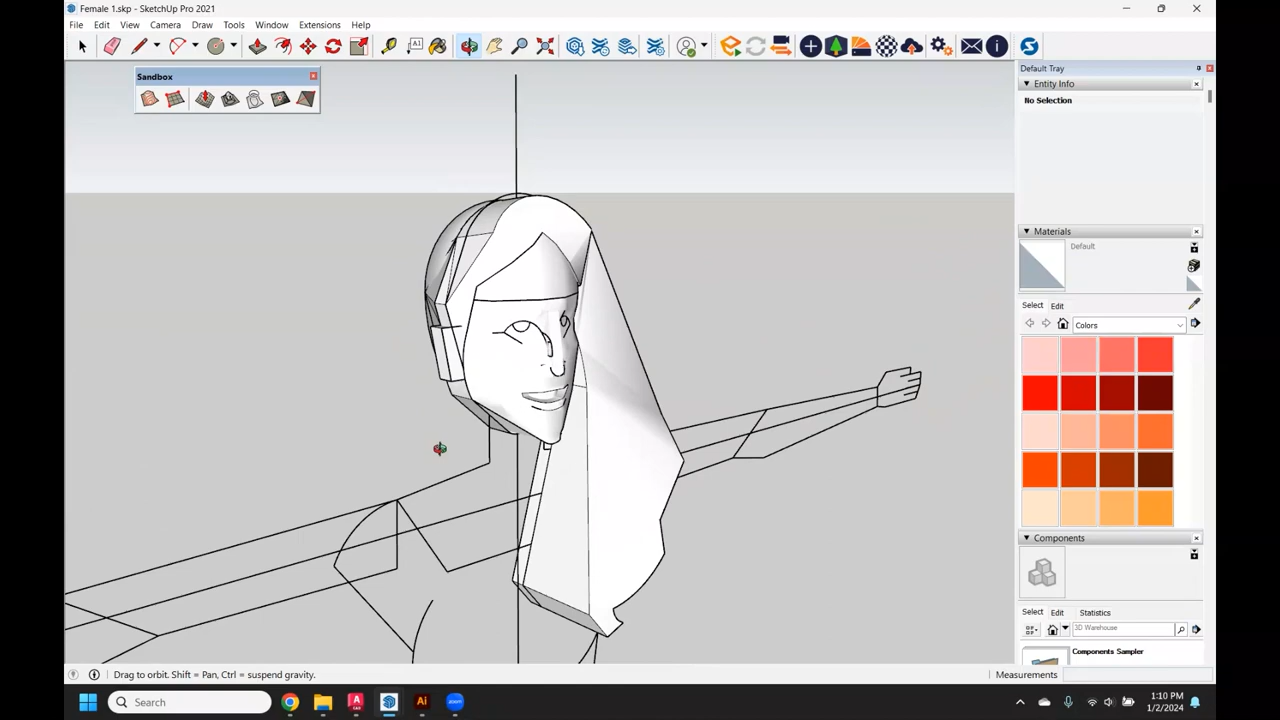 Female 1.skp - SketchUp Pro 2021
File Edit View Camera Draw Tools Window Extensions Help
Sandbox
Default Tray
Entity Info
No Selection
Materials
Default
Select Edit
Colors
Components
Select Edit Statistics
3D Warehouse
Components Sampler
Drag to orbit. Shift = Pan, Ctrl = suspend gravity.
Measurements
Search
1:10 PM
1/2/2024